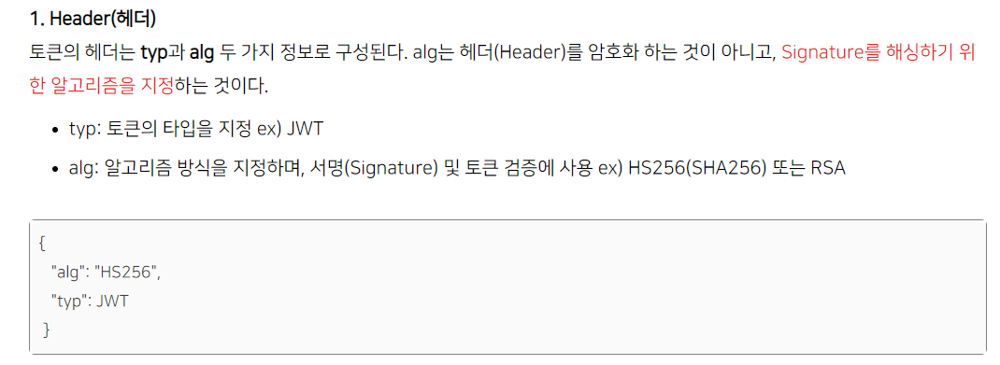 1. Header(헤더)
토큰의 헤더는 typ과 alg 두 가지 정보로 구성된다. alg는 헤더(Header)를 암호화 하는 것이 아니고, Signature를 해싱하기 위
한 알고리즘을 지정하는 것이다.
• typ: 토큰의 타입을 지정 ex) JWT
• alg: 알고리즘 방식을 지정하며, 서명(Signature) 및 토큰 검증에 사용 ex) HS256(SHA256) 또는 RSA
{
"alg": "HS256",
"typ": JWT
}